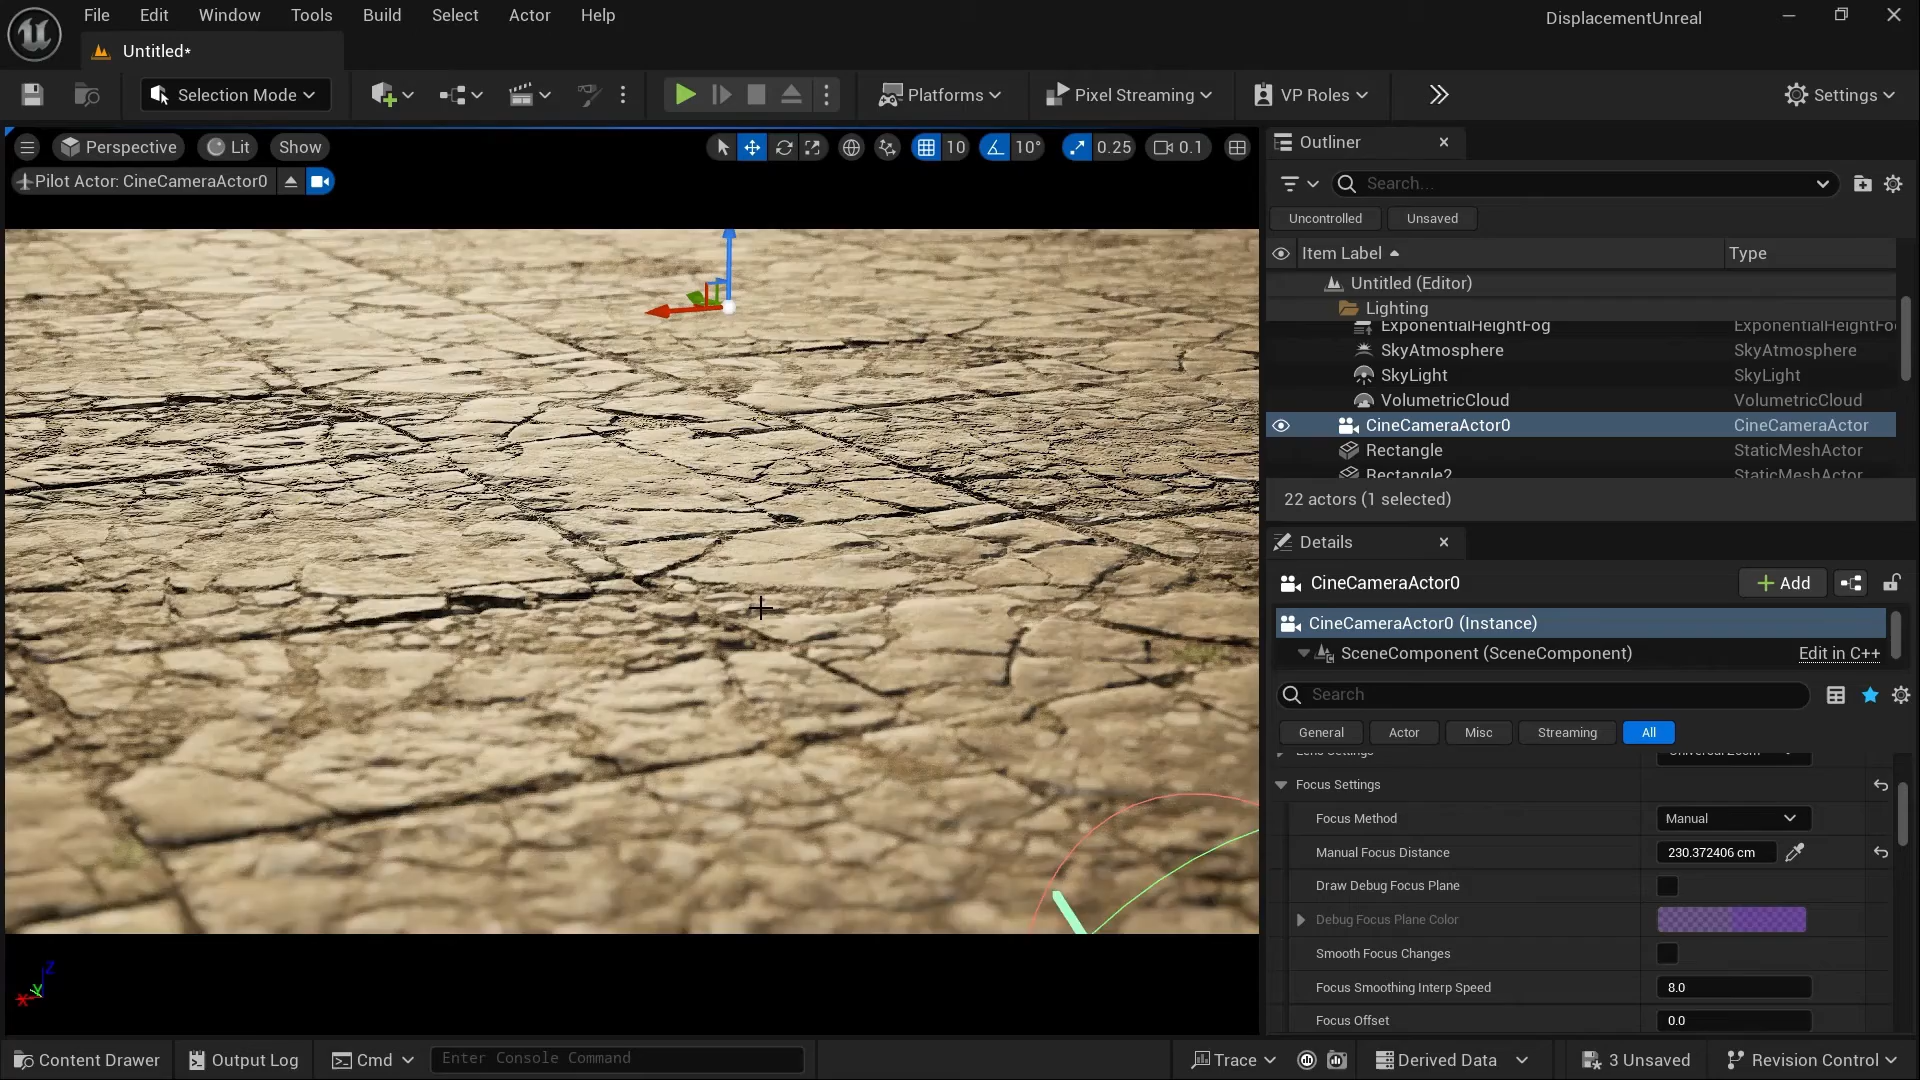 File Edit Window Tools Build Select Actor Help
DisplacementUnreal
Untitled*
Selection Mode
Platforms
Pixel Streaming
VP Roles
Settings
Perspective
Lit
Show
10
10°
0.25
0.1
Pilot Actor: CineCameraActor0
Outliner
Search...
Uncontrolled
Unsaved
Item Label
Type
Untitled (Editor)
Lighting
ExponentialHeightFog ExponentialHeightFo
SkyAtmosphere SkyAtmosphere
SkyLight SkyLight
VolumetricCloud VolumetricCloud
CineCameraActor0 CineCameraActor
Rectangle StaticMeshActor
Rectangle2 StaticMeshActor
22 actors (1 selected)
Details
CineCameraActor0
Add
CineCameraActor0 (Instance)
SceneComponent (SceneComponent) Edit in C++
Search
General Actor Misc Streaming All
Lens Settings Universal Zoom
Focus Settings
Focus Method Manual
Manual Focus Distance 230.372406 cm
Draw Debug Focus Plane
Debug Focus Plane Color
Smooth Focus Changes
Focus Smoothing Interp Speed 8.0
Focus Offset 0.0
Z
Y
X
Content Drawer
Output Log
Cmd
Enter Console Command
Trace
Derived Data
3 Unsaved
Revision Control